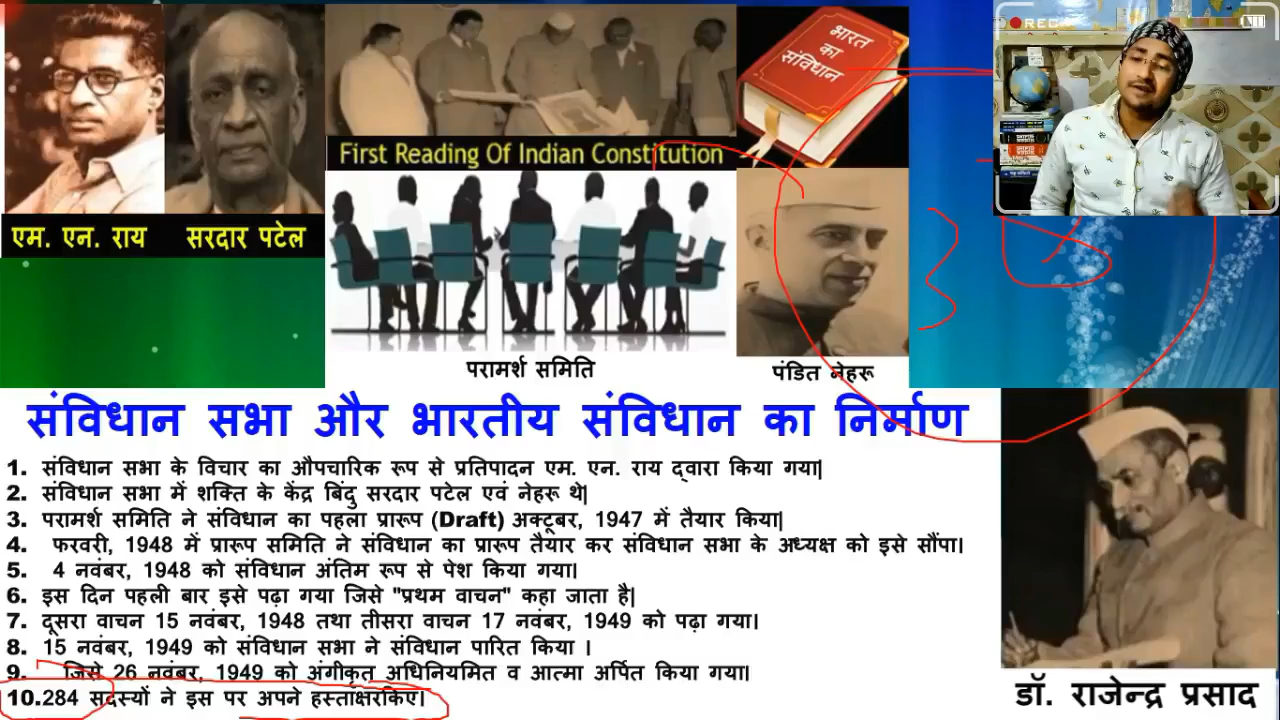 REC
भारत
का
संविधान
First Reading Of Indian Constitution
एम. एन. राय सरदार पटेल
परामर्श समिति
पंडित नेहरू
संविधान सभा और भारतीय संविधान का निर्माण
1. संविधान सभा के विचार का औपचारिक रूप से प्रतिपादन एम. एन. राय द्वारा किया गया|
2. संविधान सभा में शक्ति के केंद्र बिंदु सरदार पटेल एवं नेहरू थे|
3. परामर्श समिति ने संविधान का पहला प्रारूप (Draft) अक्टूबर, 1947 में तैयार किया|
4. फरवरी, 1948 में प्रारूप समिति ने संविधान का प्रारूप तैयार कर संविधान सभा के अध्यक्ष को इसे सौंपा।
5. 4 नवंबर, 1948 को संविधान अंतिम रूप से पेश किया गया।
6. इस दिन पहली बार इसे पढ़ा गया जिसे "प्रथम वाचन" कहा जाता है|
7. दूसरा वाचन 15 नवंबर, 1948 तथा तीसरा वाचन 17 नवंबर, 1949 को पढ़ा गया।
8. 15 नवंबर, 1949 को संविधान सभा ने संविधान पारित किया ।
9. जिसे 26 नवंबर, 1949 को अंगीकृत अधिनियमित व आत्मा अर्पित किया गया।
10.284 सदस्यों ने इस पर अपने हस्ताक्षरकिए।
डॉ. राजेन्द्र प्रसाद